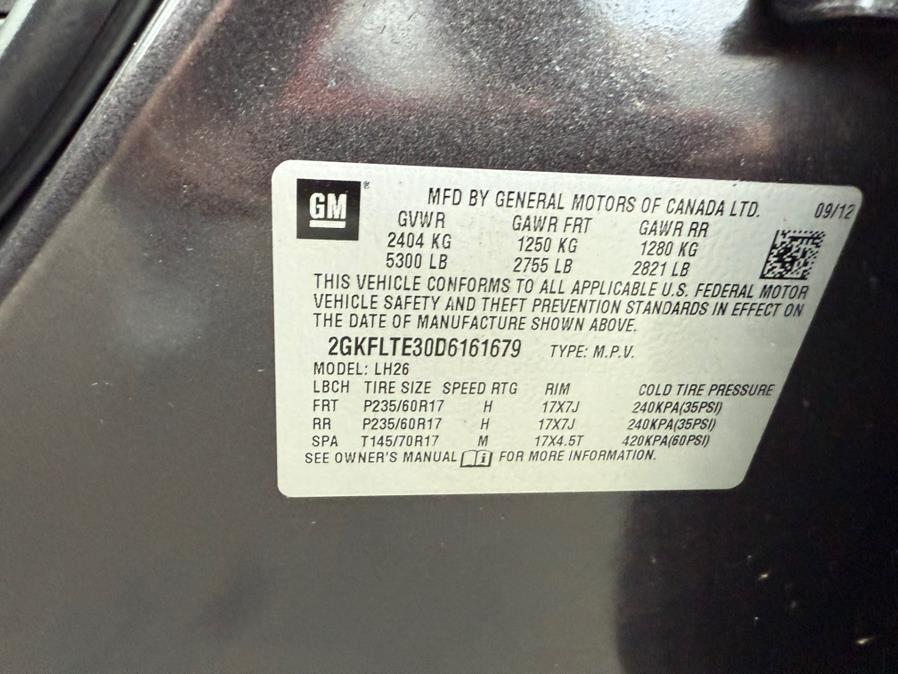 GM® MFD BY GENERAL MOTORS OF CANADA LTD. 09/12
GVWR GAWR FRT GAWR RR
2404 KG 1250 KG 1280 KG
5300 LB 2755 LB 2821 LB
THIS VEHICLE CONFORMS TO ALL APPLICABLE U.S. FEDERAL MOTOR
VEHICLE SAFETY AND THEFT PREVENTION STANDARDS IN EFFECT ON
THE DATE OF MANUFACTURE SHOWN ABOVE.
2GKFLTE30D6161679 TYPE: M.P.V.
MODEL: LH26
LBCH TIRE SIZE SPEED RTG RIM COLD TIRE PRESSURE
FRT P235/60R17 H 17X7J 240KPA(35PSI)
RR P235/60R17 H 17X7J 240KPA(35PSI)
SPA T145/70R17 M 17X4.5T 420KPA(60PSI)
SEE OWNER'S MANUAL i FOR MORE INFORMATION.